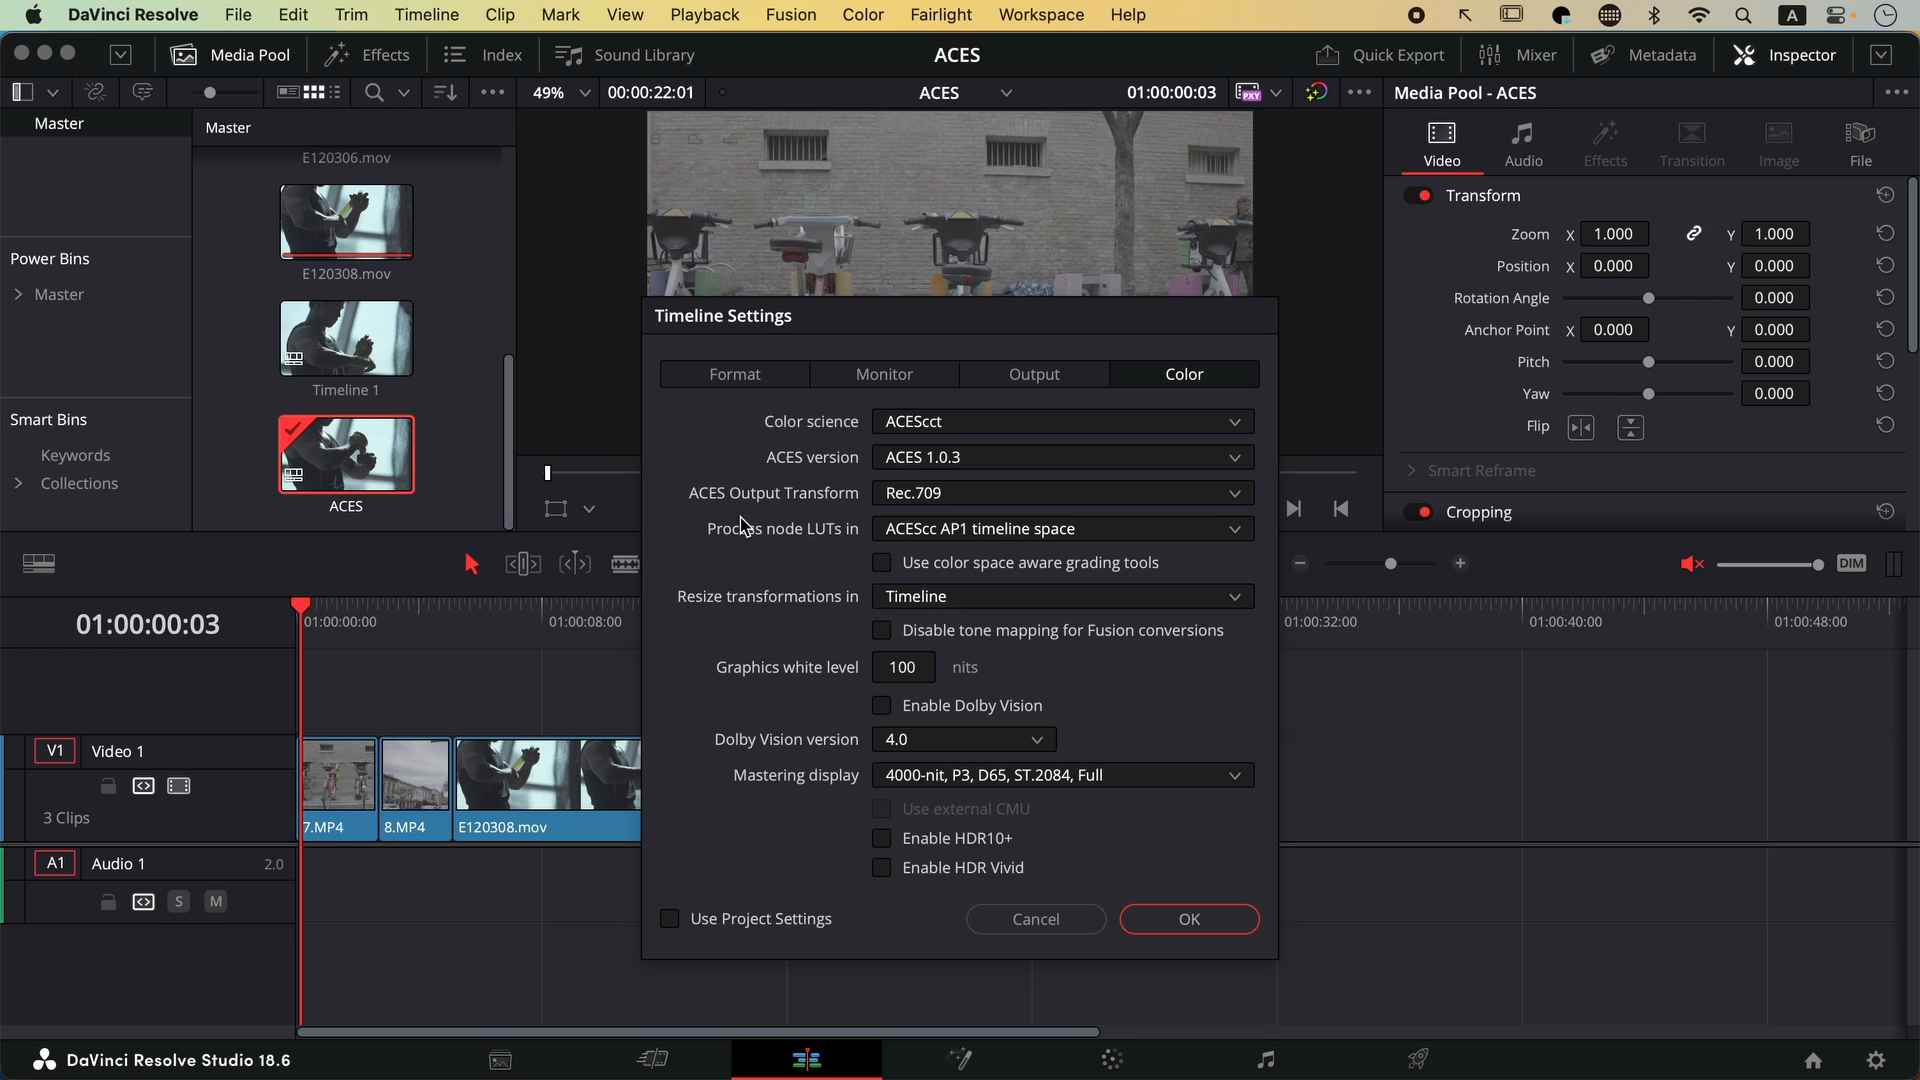 DaVinci Resolve File Edit Trim Timeline Clip Mark View Playback Fusion Color Fairlight Workspace Help A
Media Pool Effects Index Sound Library ACES Quick Export Mixer Metadata Inspector
49% 00:00:22:01 ACES 01:00:00:03 PXY Media Pool - ACES
Master
Power Bins
Master
Smart Bins
Keywords
Collections
Master
E120306.mov
E120308.mov
Timeline 1
ACES
Video Audio Effects Transition Image File
Transform
Zoom X 1.000 Y 1.000
Position X 0.000 Y 0.000
Rotation Angle 0.000
Anchor Point X 0.000 Y 0.000
Pitch 0.000
Yaw 0.000
Flip
Smart Reframe
Cropping
Timeline Settings
Format Monitor Output Color
Color science ACEScct
ACES version ACES 1.0.3
ACES Output Transform Rec.709
Process node LUTs in ACEScc AP1 timeline space
Use color space aware grading tools
Resize transformations in Timeline
Disable tone mapping for Fusion conversions
Graphics white level 100 nits
Enable Dolby Vision
Dolby Vision version 4.0
Mastering display 4000-nit, P3, D65, ST.2084, Full
Use external CMU
Enable HDR10+
Enable HDR Vivid
Use Project Settings Cancel OK
DIM
01:00:00:03
01:00:00:00 01:00:08:00 01:00:32:00 01:00:40:00 01:00:48:00
V1 Video 1
3 Clips
7.MP4 8.MP4 E120308.mov
A1 Audio 1 2.0
S M
DaVinci Resolve Studio 18.6